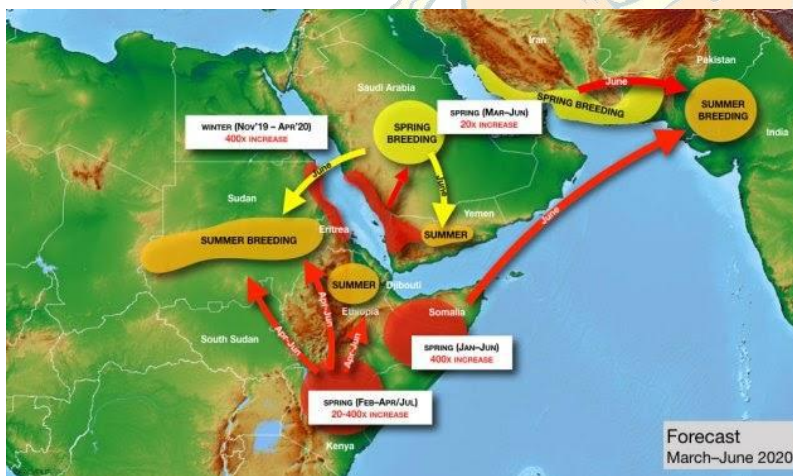 Iran
Pakistan
June
Saudi Arabia
SPRING BREEDING
SUMMER
BREEDING
WINTER (NOV'19 – APR'20)
400X INCREASE
SPRING
BREEDING
SPRING (MAR–JUN)
20X INCREASE
India
June
June
Sudan
Yemen
June
Eritrea
SUMMER BREEDING
SUMMER
SUMMER
Djibouti
Ethiopia
Somalia
South Sudan
Apr-Jun
Apr-Jun
Apr-Jun
SPRING (JAN–JUN)
400X INCREASE
SPRING (FEB–APR/JUL)
20-400X INCREASE
Kenya
Forecast
March–June 2020